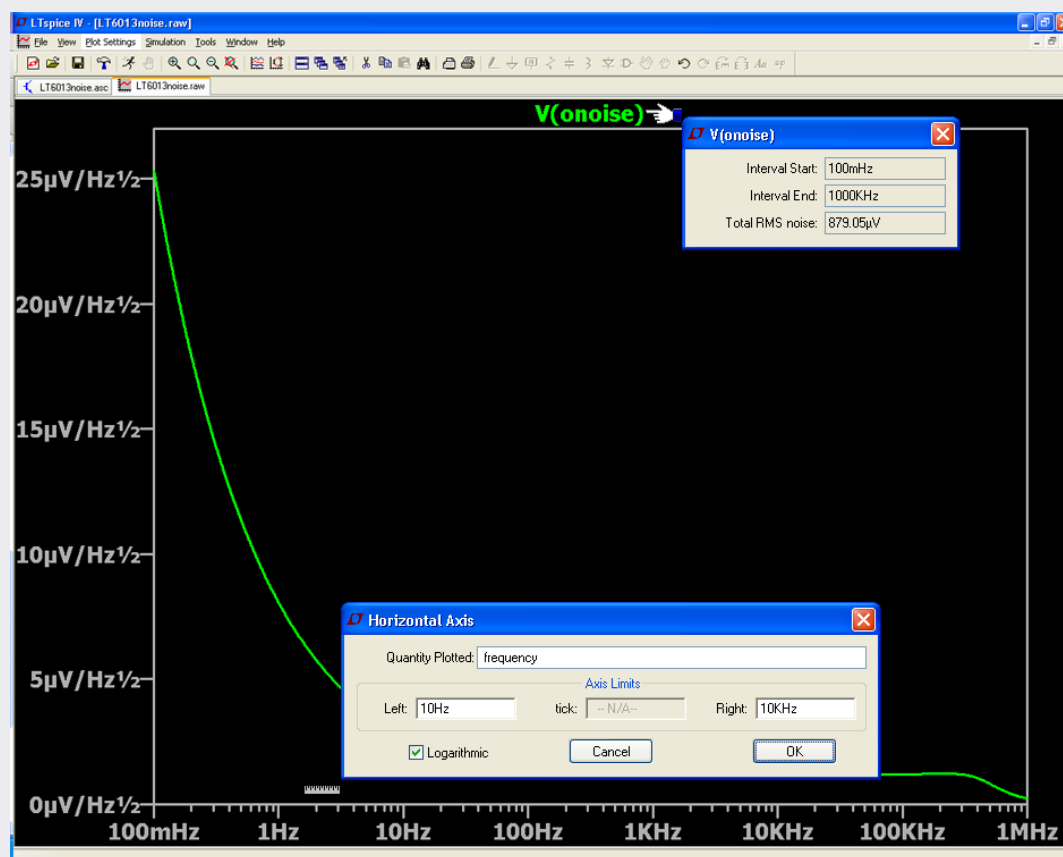 LTspice IV - [LT6013noise.raw]
File View Plot Settings Simulation Tools Window Help
LT6013noise.asc LT6013noise.raw
V(onoise)
V(onoise)
Interval Start: 100mHz
Interval End: 1000KHz
Total RMS noise: 879.05µV
25µV/Hz½
20µV/Hz½
15µV/Hz½
10µV/Hz½
5µV/Hz½
0µV/Hz½
Horizontal Axis
Quantity Plotted: frequency
Axis Limits
Left: 10Hz tick: -- N/A-- Right: 10KHz
Logarithmic Cancel OK
100mHz 1Hz 10Hz 100Hz 1KHz 10KHz 100KHz 1MHz